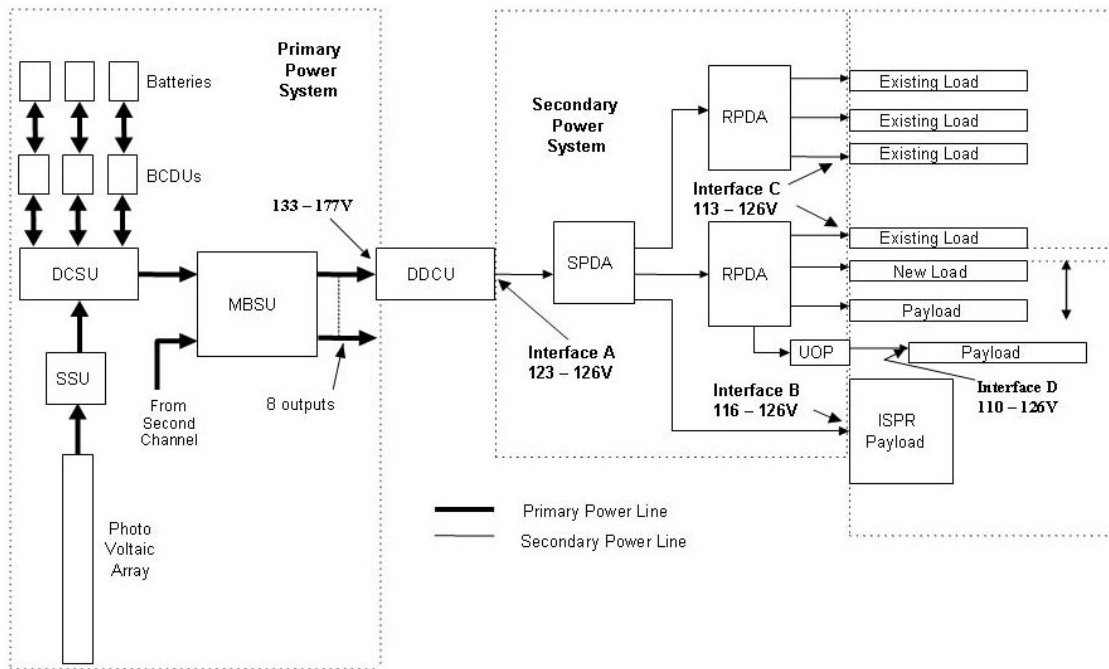 Primary
Power
System
Batteries
BCDUs
133 – 177V
DCSU
MBSU
DDCU
SSU
From
Second
Channel
8 outputs
Photo
Voltaic
Array
Secondary
Power
System
RPDA
Existing Load
Existing Load
Existing Load
Interface C
113 – 126V
SPDA
RPDA
Existing Load
New Load
Payload
UOP
Payload
Interface A
123 – 126V
Interface B
116 – 126V
Interface D
110 – 126V
ISPR
Payload
Primary Power Line
Secondary Power Line